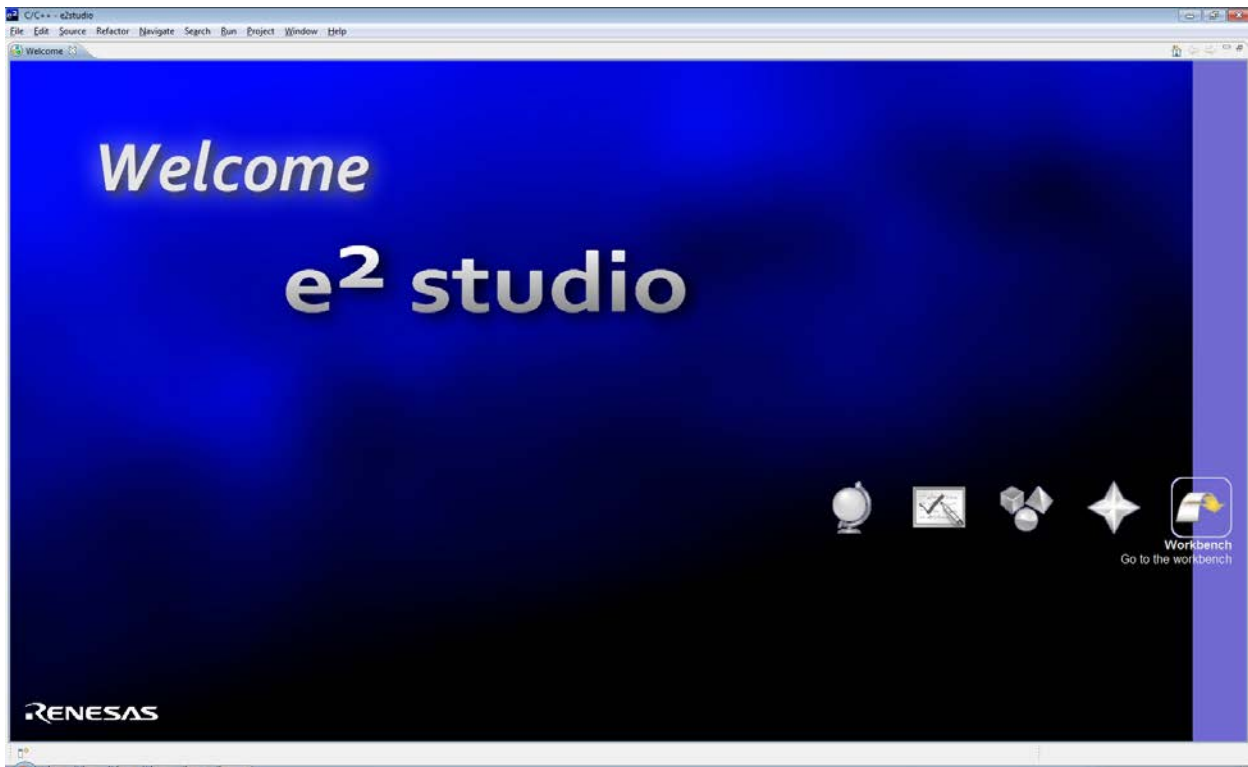 C/C++ - e2studio
File Edit Source Refactor Navigate Search Run Project Window Help
Welcome
Welcome
e² studio
Workbench
Go to the workbench
RENESAS